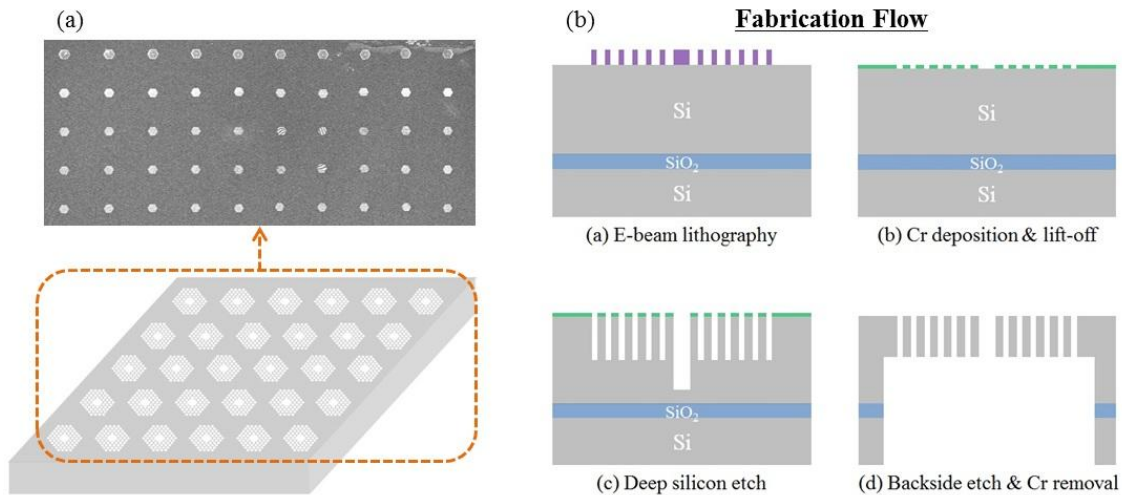 (a)
(b)
Fabrication Flow
Si
SiO₂
Si
(a) E-beam lithography
Si
SiO₂
Si
(b) Cr deposition & lift-off
SiO₂
Si
(c) Deep silicon etch
(d) Backside etch & Cr removal